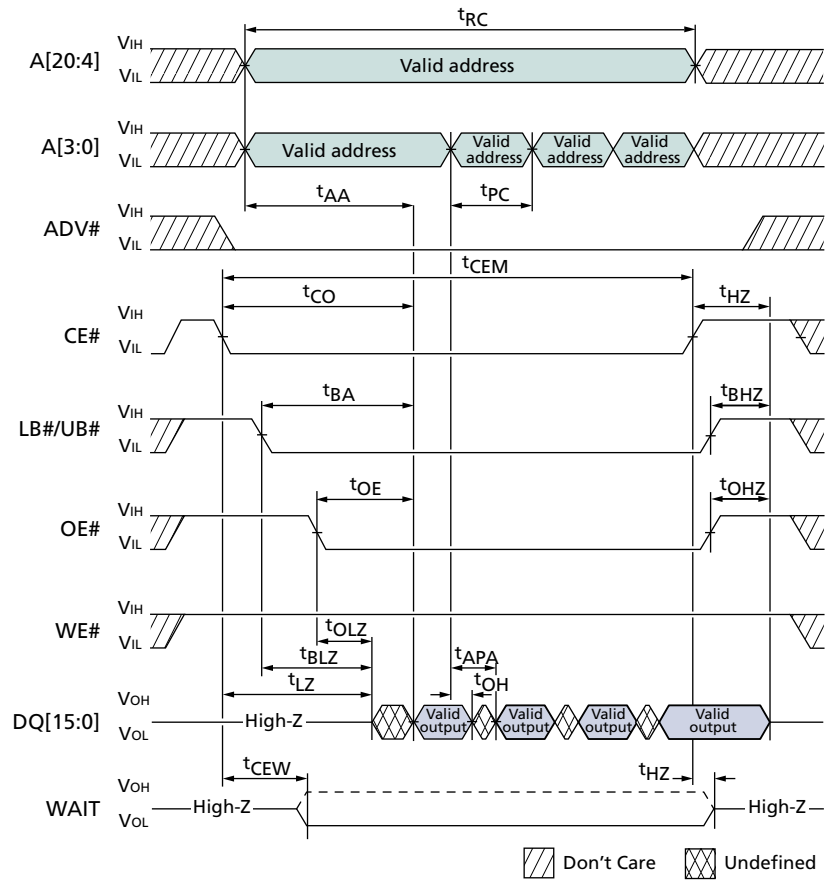 tRC
VIH
A[20:4]
Valid address
VIL
VIH
A[3:0]
Valid address
Valid address
Valid address
Valid address
VIL
tAA
tPC
VIH
ADV#
VIL
tCEM
tCO
tHZ
VIH
CE#
VIL
tBA
tBHZ
VIH
LB#/UB#
VIL
tOE
tOHZ
VIH
OE#
VIL
VIH
WE#
VIL
tOLZ
tBLZ
tAPA
tLZ
tOH
VOH
DQ[15:0]
High-Z
Valid output
Valid output
Valid output
Valid output
VOL
tCEW
tHZ
VOH
WAIT
High-Z
High-Z
VOL
Don't Care
Undefined